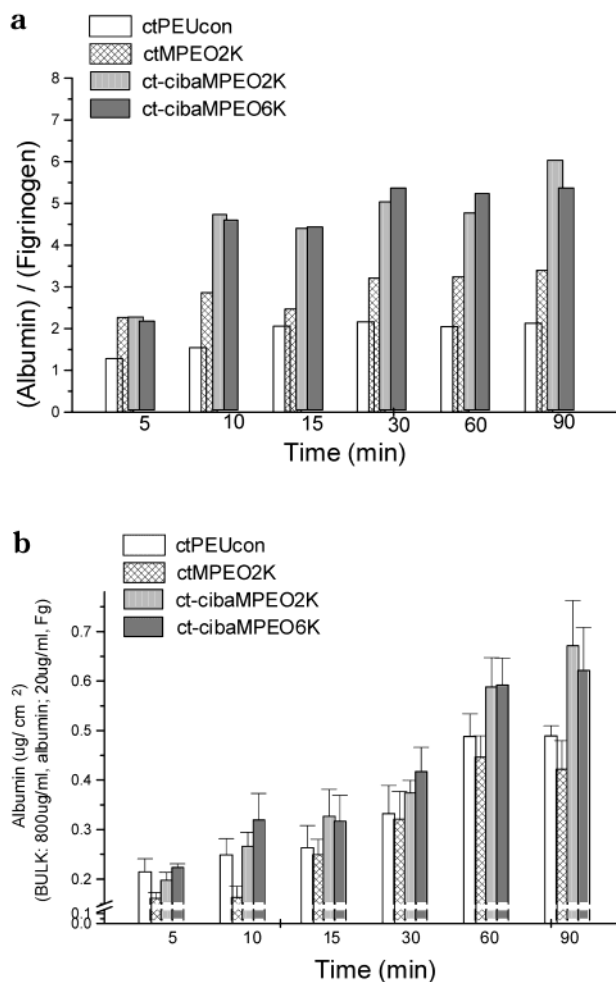 a
ctPEUcon
ctMPEO2K
ct-cibaMPEO2K
ct-cibaMPEO6K
8
7
6
5
4
3
2
1
0
(Albumin) / (Figrinogen)
5 10 15 30 60 90
Time (min)
b
ctPEUcon
ctMPEO2K
ct-cibaMPEO2K
ct-cibaMPEO6K
0.7
0.6
0.5
0.4
0.3
0.2
0.1
0.0
Albumin (ug/ cm ²)
(BULK: 800ug/ml, albumin; 20ug/ml, Fg)
5 10 15 30 60 90
Time (min)